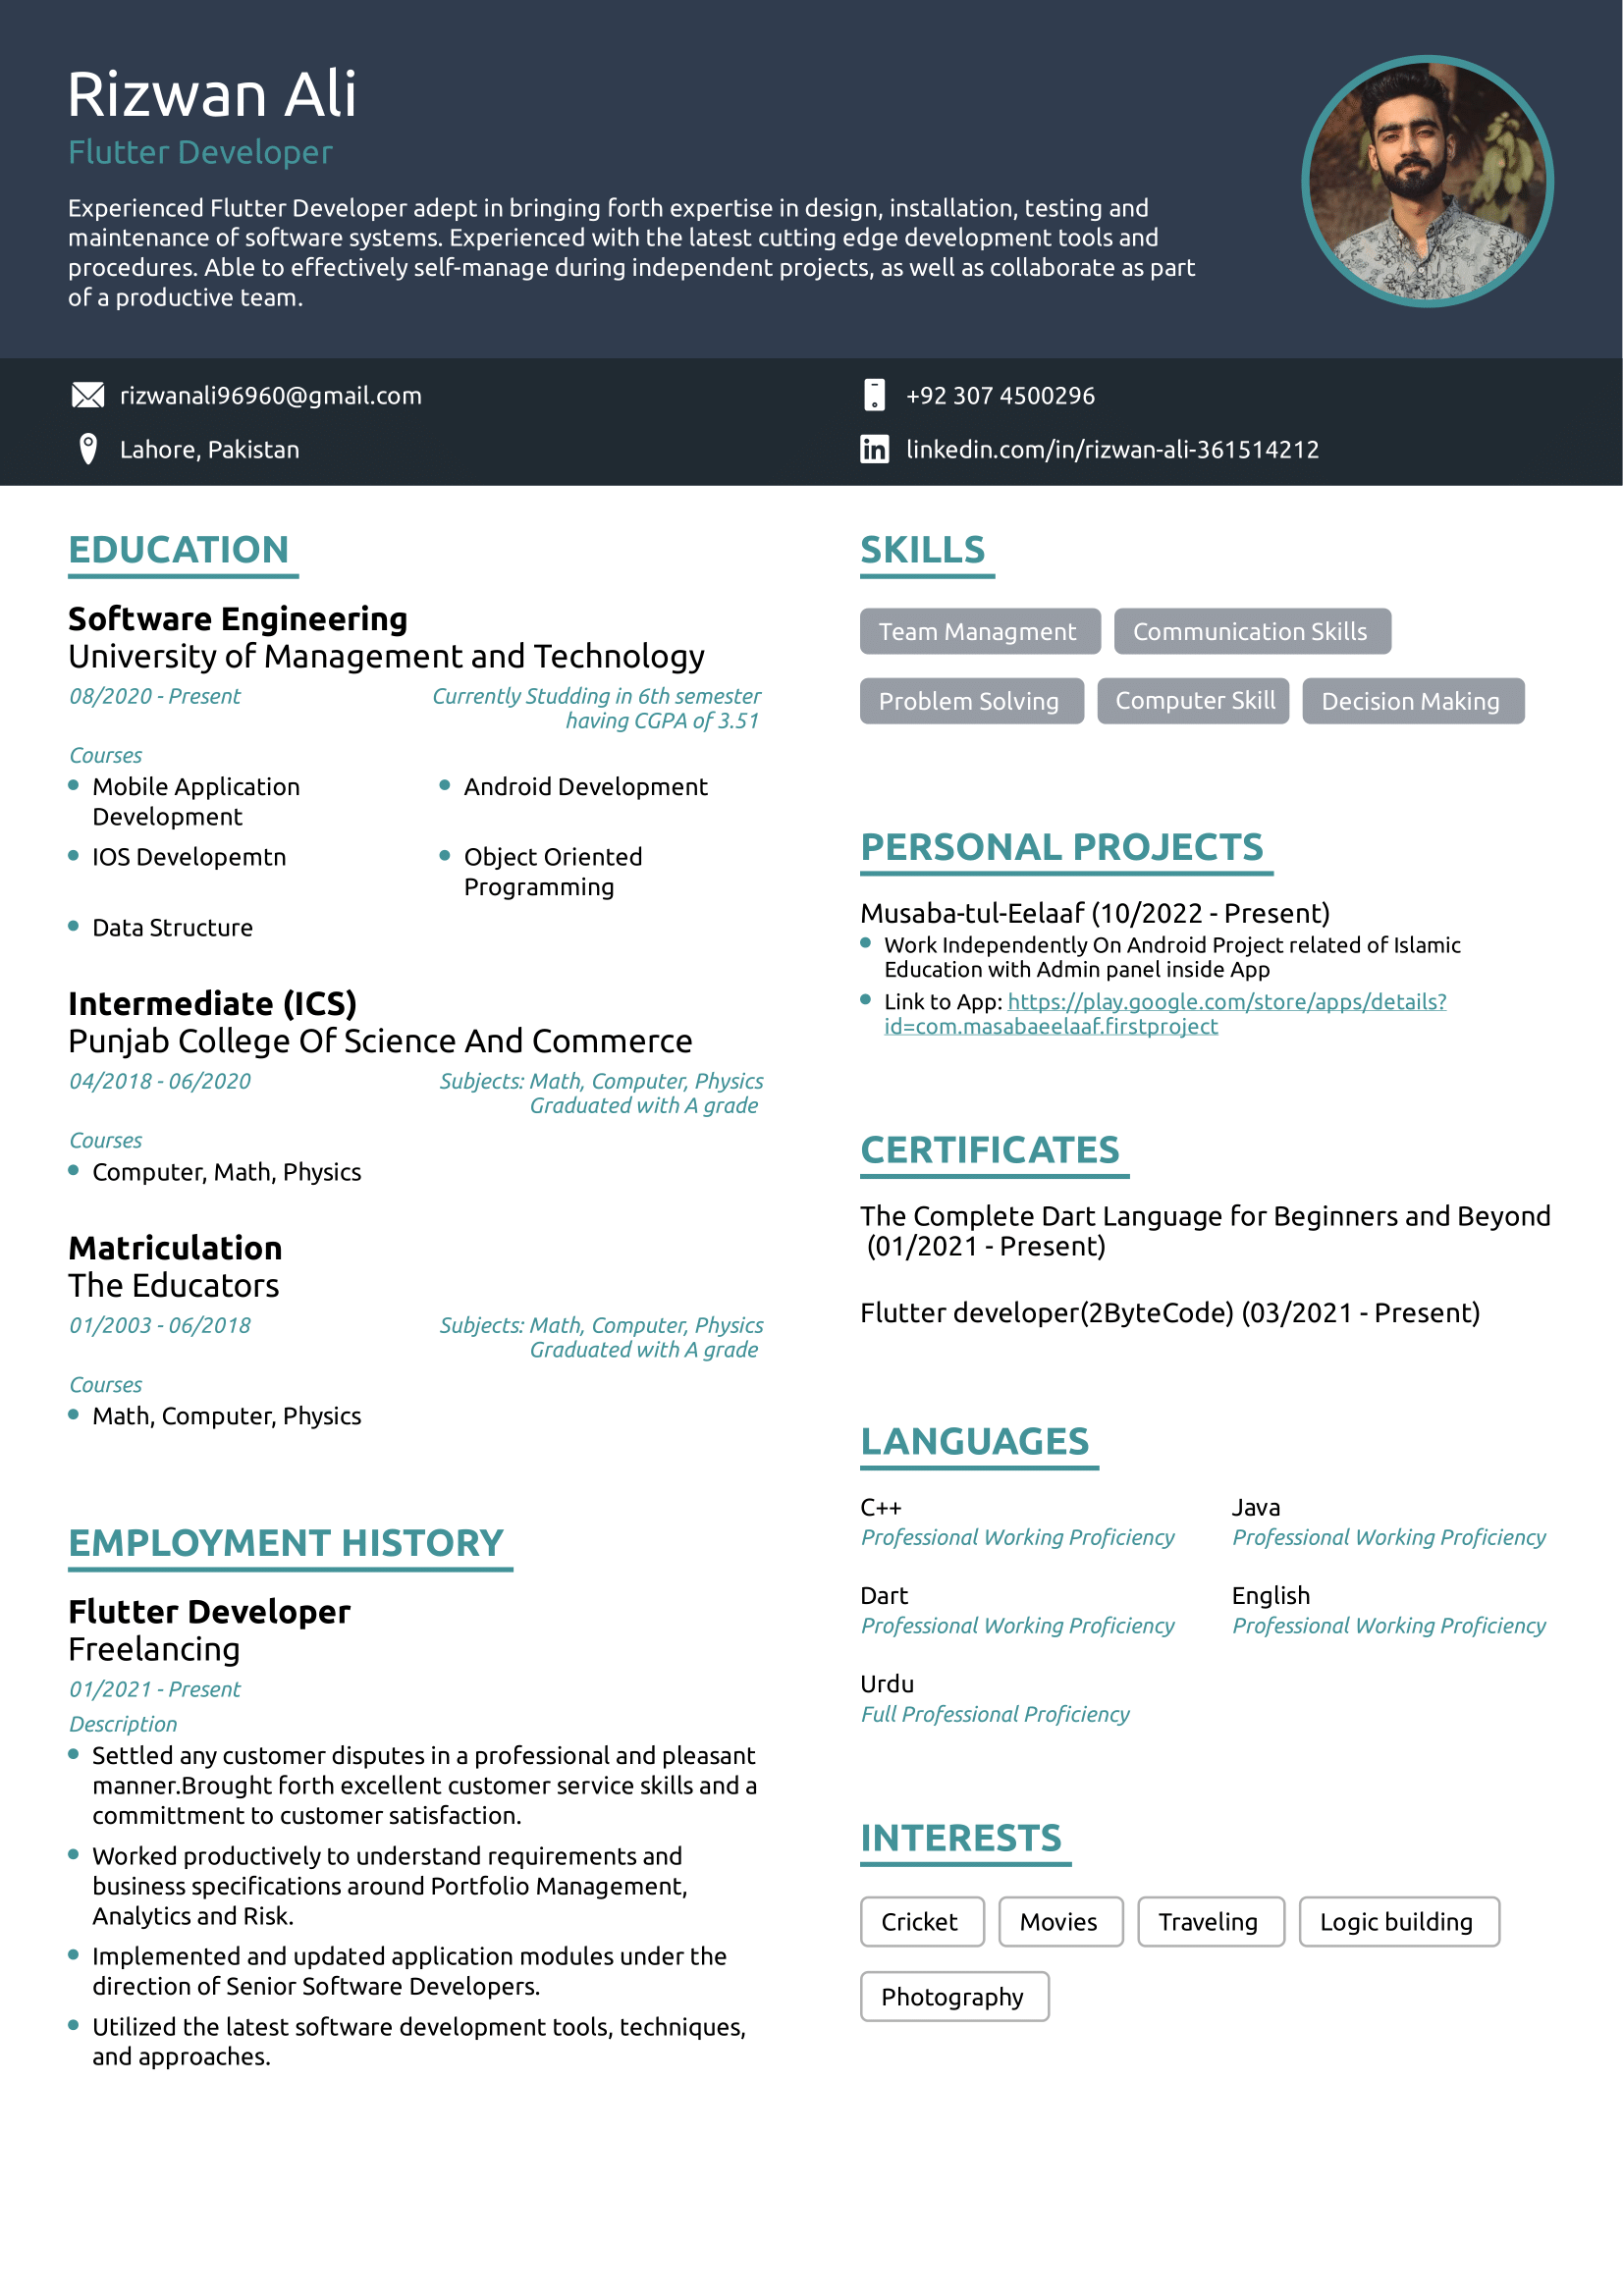 Rizwan Ali
Flutter Developer
Experienced Flutter Developer adept in bringing forth expertise in design, installation, testing and
maintenance of software systems. Experienced with the latest cutting edge development tools and
procedures. Able to effectively self-manage during independent projects, as well as collaborate as part
of a productive team.
rizwanali96960@gmail.com
+92 307 4500296
Lahore, Pakistan
linkedin.com/in/rizwan-ali-361514212
EDUCATION
Software Engineering
University of Management and Technology
08/2020 - Present
Currently Studding in 6th semester
having CGPA of 3.51
Courses
Mobile Application
Development
Android Development
IOS Developemtn
Object Oriented
Programming
Data Structure
Intermediate (ICS)
Punjab College Of Science And Commerce
04/2018 - 06/2020
Subjects: Math, Computer, Physics
Graduated with A grade
Courses
Computer, Math, Physics
Matriculation
The Educators
01/2003 - 06/2018
Subjects: Math, Computer, Physics
Graduated with A grade
Courses
Math, Computer, Physics
EMPLOYMENT HISTORY
Flutter Developer
Freelancing
01/2021 - Present
Description
Settled any customer disputes in a professional and pleasant
manner.Brought forth excellent customer service skills and a
committment to customer satisfaction.
Worked productively to understand requirements and
business specifications around Portfolio Management,
Analytics and Risk.
Implemented and updated application modules under the
direction of Senior Software Developers.
Utilized the latest software development tools, techniques,
and approaches.
SKILLS
Team Managment
Communication Skills
Problem Solving
Computer Skill
Decision Making
PERSONAL PROJECTS
Musaba-tul-Eelaaf (10/2022 - Present)
Work Independently On Android Project related of Islamic
Education with Admin panel inside App
Link to App: https://play.google.com/store/apps/details?
id=com.masabaeelaaf.firstproject
CERTIFICATES
The Complete Dart Language for Beginners and Beyond
(01/2021 - Present)
Flutter developer(2ByteCode) (03/2021 - Present)
LANGUAGES
C++
Professional Working Proficiency
Java
Professional Working Proficiency
Dart
Professional Working Proficiency
English
Professional Working Proficiency
Urdu
Full Professional Proficiency
INTERESTS
Cricket
Movies
Traveling
Logic building
Photography